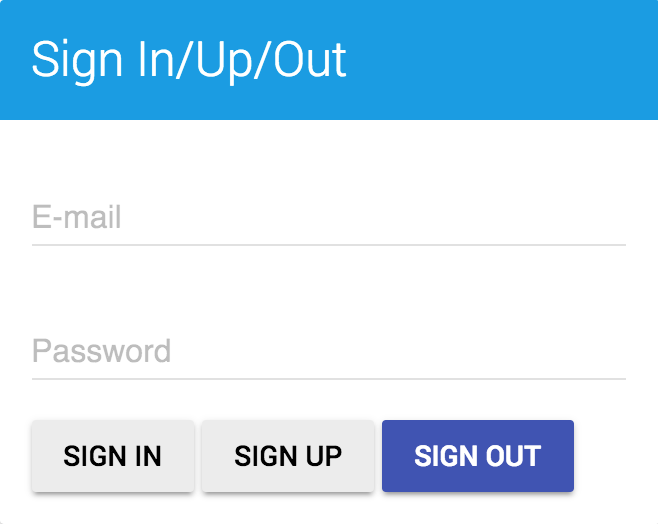 Sign In/Up/Out
E-mail
Password
SIGN IN SIGN UP SIGN OUT